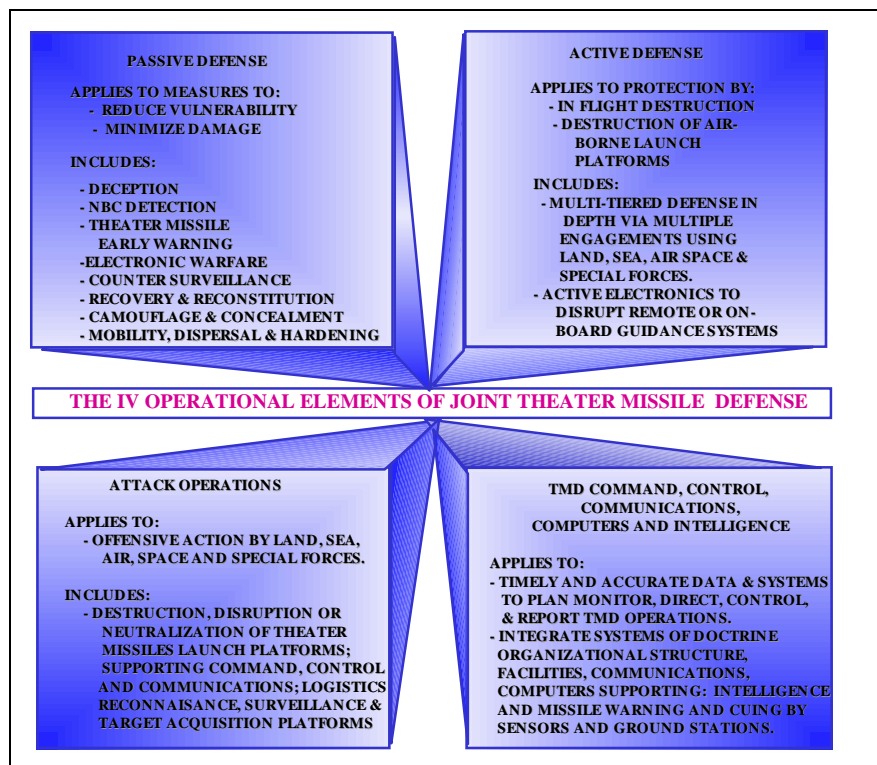 PASSIVE DEFENSE
APPLIES TO MEASURES TO:
- REDUCE VULNERABILITY
- MINIMIZE DAMAGE
INCLUDES:
- DECEPTION
- NBC DETECTION
- THEATER MISSILE
EARLY WARNING
-ELECTRONIC WARFARE
- COUNTER SURVEILLANCE
- RECOVERY & RECONSTITUTION
- CAMOUFLAGE & CONCEALMENT
- MOBILITY, DISPERSAL & HARDENING
ACTIVE DEFENSE
APPLIES TO PROTECTION BY:
- IN FLIGHT DESTRUCTION
- DESTRUCTION OF AIR-
BORNE LAUNCH
PLATFORMS
INCLUDES:
- MULTI-TIERED DEFENSE IN
DEPTH VIA MULTIPLE
ENGAGEMENTS USING
LAND, SEA, AIR SPACE &
SPECIAL FORCES.
- ACTIVE ELECTRONICS TO
DISRUPT REMOTE OR ON-
BOARD GUIDANCE SYSTEMS
THE IV OPERATIONAL ELEMENTS OF JOINT THEATER MISSILE DEFENSE
ATTACK OPERATIONS
APPLIES TO:
- OFFENSIVE ACTION BY LAND, SEA,
AIR, SPACE AND SPECIAL FORCES.
INCLUDES:
- DESTRUCTION, DISRUPTION OR
NEUTRALIZATION OF THEATER
MISSILES LAUNCH PLATFORMS;
SUPPORTING COMMAND, CONTROL
AND COMMUNICATIONS; LOGISTICS
RECONNAISANCE, SURVEILLANCE &
TARGET ACQUISITION PLATFORMS
TMD COMMAND, CONTROL,
COMMUNICATIONS,
COMPUTERS AND INTELLIGENCE
APPLIES TO:
- TIMELY AND ACCURATE DATA & SYSTEMS
TO PLAN MONITOR, DIRECT, CONTROL,
& REPORT TMD OPERATIONS.
- INTEGRATE SYSTEMS OF DOCTRINE
ORGANIZATIONAL STRUCTURE,
FACILITIES, COMMUNICATIONS,
COMPUTERS SUPPORTING: INTELLIGENCE
AND MISSILE WARNING AND CUING BY
SENSORS AND GROUND STATIONS.